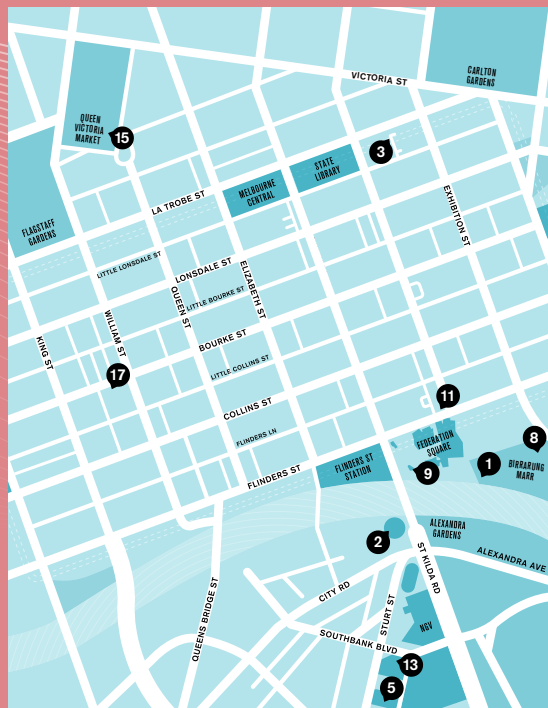 VICTORIA ST
CARLTON
GARDENS
QUEEN
VICTORIA
MARKET
15
3
STATE
LIBRARY
MELBOURNE
CENTRAL
LA TROBE ST
EXHIBITION ST
FLAGSTAFF
GARDENS
LITTLE LONSDALE ST
LONSDALE ST
ELIZABETH ST
QUEEN ST
LITTLE BOURKE ST
KING ST
WILLIAM ST
BOURKE ST
LITTLE COLLINS ST
17
COLLINS ST
11
FLINDERS LN
FEDERATION
SQUARE
8
FLINDERS ST
FLINDERS ST
STATION
9
1
BIRRARUNG
MARR
2
ALEXANDRA
GARDENS
ALEXANDRA AVE
ST KILDA RD
CITY RD
QUEENS BRIDGE ST
STURT ST
NGV
SOUTHBANK BLVD
13
5